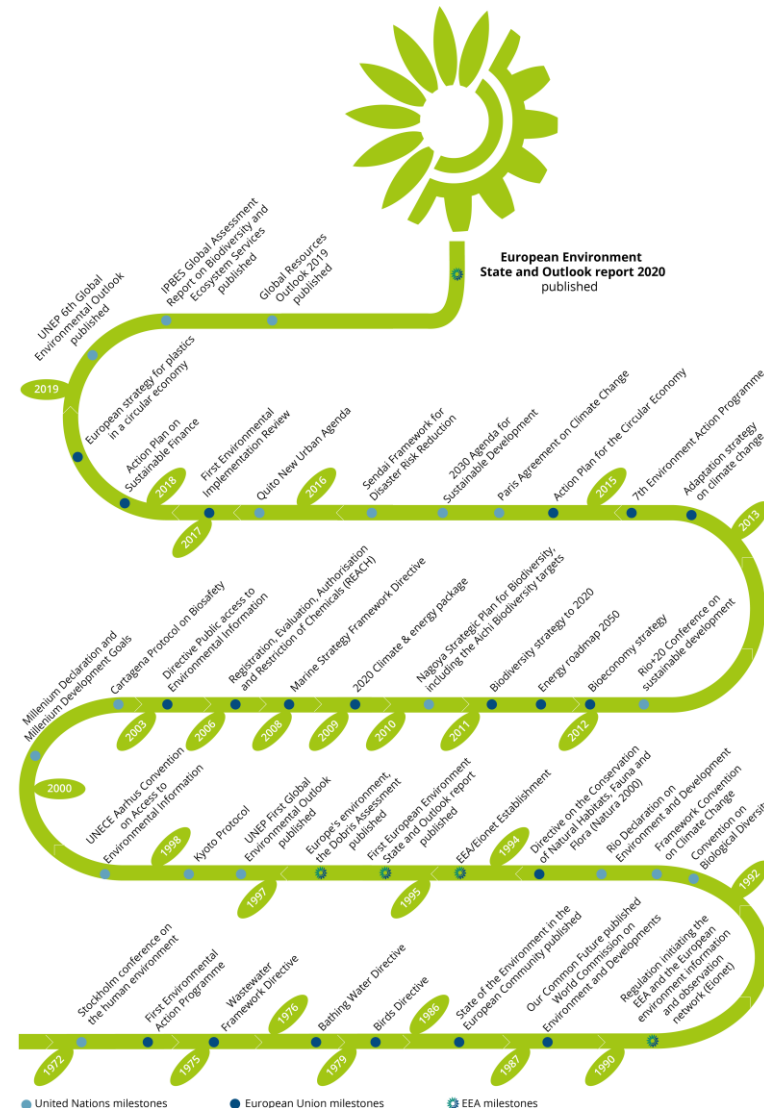 European Environment
State and Outlook report 2020
published
UNEP 6th Global
Environmental Outlook
published
IPBES Global Assessment
Report on Biodiversity and
Ecosystem Services
published
Global Resources
Outlook 2019
published
2019
European strategy for plastics
in a circular economy
Action Plan on
Sustainable Finance
2018
First Environmental
Implementation Review
2017
Quito New Urban Agenda
2016
Sendai Framework for
Disaster Risk Reduction
2030 Agenda for
Sustainable Development
Paris Agreement on Climate Change
Action Plan for the Circular Economy
2015
7th Environment Action Programme
Adaptation strategy
on climate change
2013
Millenium Declaration and
Millenium Development Goals
Cartagena Protocol on Biosafety
2003
Directive Public access to
Environmental Information
2006
Registration, Evaluation, Authorisation
and Restriction of Chemicals (REACH)
2008
Marine Strategy Framework Directive
2009
2020 Climate & energy package
2010
Nagoya Strategic Plan for Biodiversity,
including the Aichi Biodiversity targets
2011
Biodiversity strategy to 2020
Energy roadmap 2050
2012
Bioeconomy strategy
Rio+20 Conference on
sustainable development
2000
UNECE Aarhus Convention
on Access to
Environmental Information
1998
Kyoto Protocol
UNEP First Global
Environmental Outlook
published
1997
Europe's environment,
the Dobris Assessment
published
First European Environment
State and Outlook report
published
1995
EEA/Eionet Establishment
1994
Directive on the Conservation
of Natural Habitats, Fauna and
Flora (Natura 2000)
Rio Declaration on
Environment and Development
Framework Convention
on Climate Change
Convention on
Biological Diversi
1992
1972
Stockholm conference on
the human environment
First Environmental
Action Programme
1975
Wastewater
Framework Directive
1976
Bathing Water Directive
1979
Birds Directive
1986
State of the Environment in the
European Community published
1987
Our Common Future published
World Commission on
Environment and Developments
1990
Regulation initiating the
EEA and the European
environment information
and observation
network (Eionet)
United Nations milestones
European Union milestones
EEA milestones